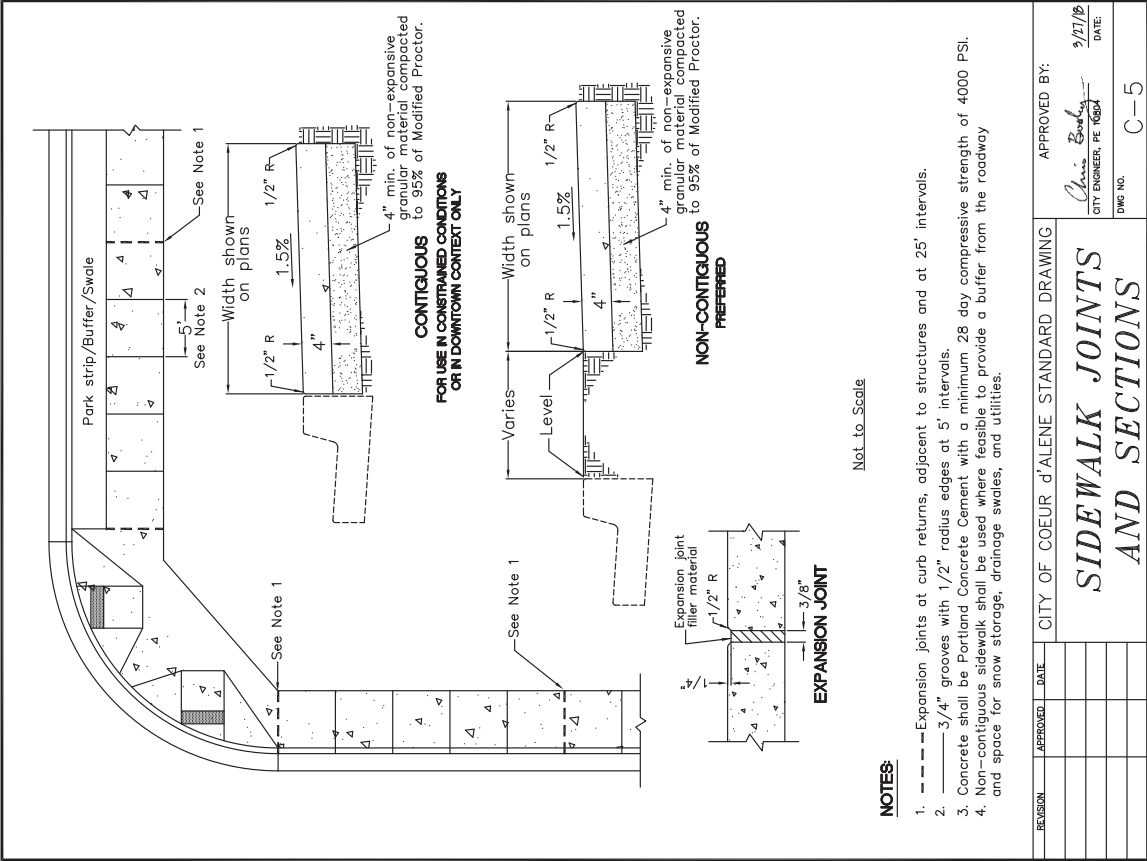 Park strip/Buffer/Swale
5'
See Note 2
See Note 1
See Note 1
See Note 1
Width shown
on plans
1/2" R
1.5%
1/2" R
4"
4" min. of non-expansive
granular material compacted
to 95% of Modified Proctor.
CONTIGUOUS
FOR USE IN CONSTRAINED CONDITIONS
OR IN DOWNTOWN CONTEXT ONLY
Varies
Width shown
on plans
Level
1/2" R
1.5%
1/2" R
4"
4" min. of non-expansive
granular material compacted
to 95% of Modified Proctor.
NON-CONTIGUOUS
PREFERRED
Expansion joint
filler material
1/2" R
1/4"
3/8"
EXPANSION JOINT
Not to Scale
NOTES:
1. Expansion joints at curb returns, adjacent to structures and at 25' intervals.
2. 3/4" grooves with 1/2" radius edges at 5' intervals.
3. Concrete shall be Portland Concrete Cement with a minimum 28 day compressive strength of 4000 PSI.
4. Non-contiguous sidewalk shall be used where feasible to provide a buffer from the roadway
and space for snow storage, drainage swales, and utilities.
REVISION APPROVED DATE
CITY OF COEUR d'ALENE STANDARD DRAWING
SIDEWALK JOINTS
AND SECTIONS
APPROVED BY:
Chris Bosley 3/27/18
CITY ENGINEER, PE 10804 DATE:
DWG NO.
C-5